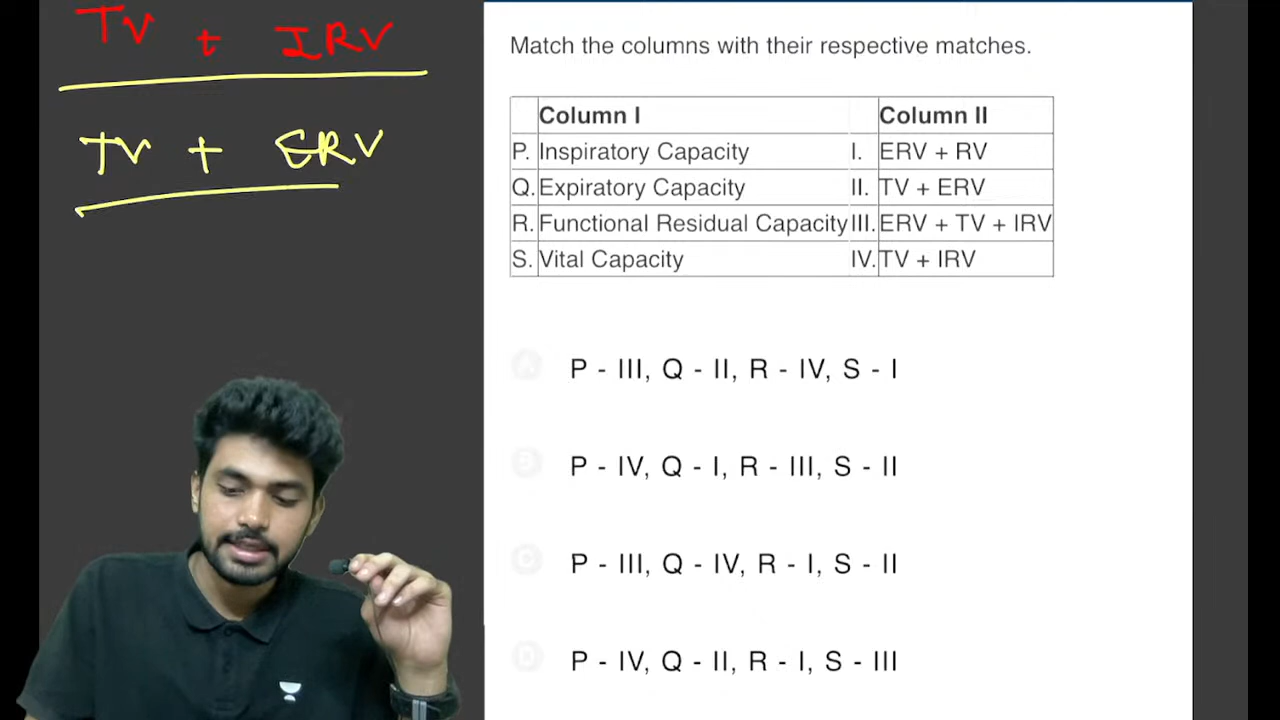 TV + IRV
TV + ERV
Match the columns with their respective matches.
Column I Column II
P. Inspiratory Capacity I. ERV + RV
Q. Expiratory Capacity II. TV + ERV
R. Functional Residual Capacity III. ERV + TV + IRV
S. Vital Capacity IV. TV + IRV
A P - III, Q - II, R - IV, S - I
B P - IV, Q - I, R - III, S - II
C P - III, Q - IV, R - I, S - II
D P - IV, Q - II, R - I, S - III